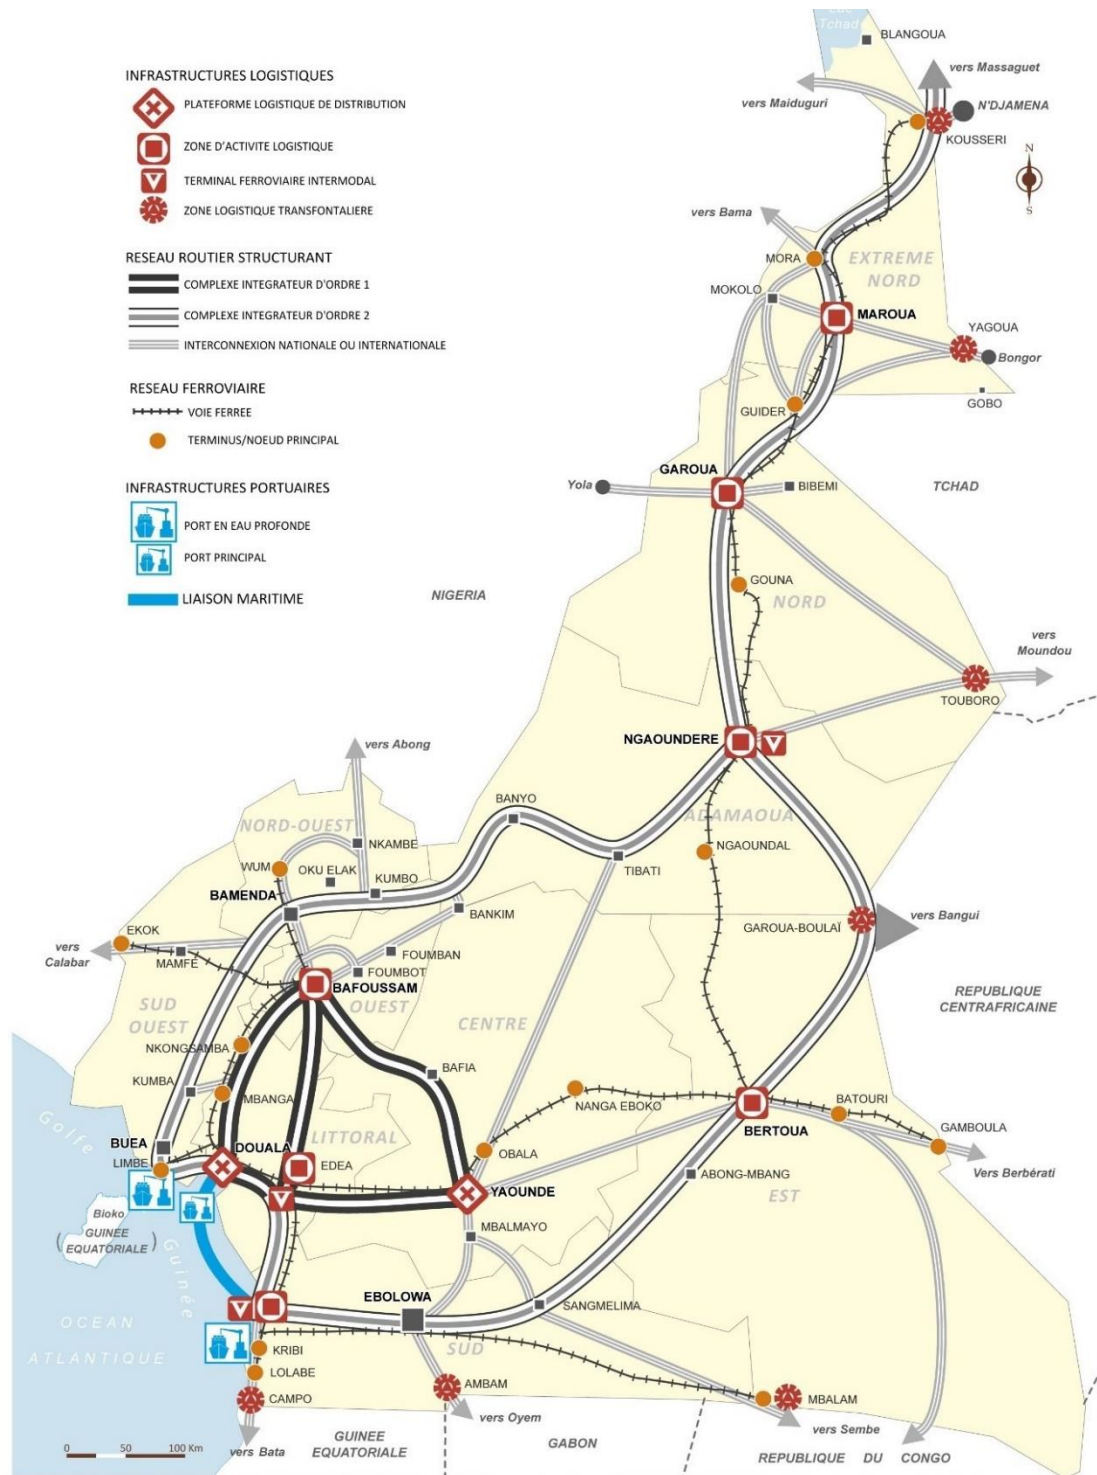 Lac
Tchad
BLANGOUA
vers Massaguet
vers Maiduguri
N'DJAMENA
KOUSSERI
N
S
INFRASTRUCTURES LOGISTIQUES
PLATEFORME LOGISTIQUE DE DISTRIBUTION
ZONE D'ACTIVITE LOGISTIQUE
TERMINAL FERROVIAIRE INTERMODAL
ZONE LOGISTIQUE TRANSFONTALIERE
RESEAU ROUTIER STRUCTURANT
COMPLEXE INTEGRATEUR D'ORDRE 1
COMPLEXE INTEGRATEUR D'ORDRE 2
INTERCONNEXION NATIONALE OU INTERNATIONALE
RESEAU FERROVIAIRE
VOIE FERREE
TERMINUS/NOEUD PRINCIPAL
INFRASTRUCTURES PORTUAIRES
PORT EN EAU PROFONDE
PORT PRINCIPAL
LIAISON MARITIME
vers Bama
MORA
EXTREME
NORD
MOKOLO
MAROUA
YAGOUA
Bongor
GOBO
GUIDER
GAROUA
Yola
BIBEMI
TCHAD
GOUNA
NORD
NIGERIA
vers
Moundou
TOUBORO
NGAOUNDERE
vers Abong
BANYO
ADAMAOUA
NORD-OUEST
NKAMBE
NGAOUNDAL
WUM
OKU ELAK
TIBATI
KUMBO
BAMENDA
BANKIM
vers Bangui
GAROUA-BOULAÏ
EKOK
vers
Calabar
MAMFE
FOUMBAN
FOUMBOT
BAFOUSSAM
OUEST
SUD
OUEST
CENTRE
REPUBLIQUE
CENTRAFRICAINE
NKONGSAMBA
BAFIA
KUMBA
MBANGA
NANGA EBOKO
BATOURI
Golfe
LITTORAL
BERTOUA
GAMBOULA
BUEA
DOUALA
OBALA
LIMBE
EDEA
ABONG-MBANG
Vers Berbérati
YAOUNDE
EST
Bioko
(GUINEE
EQUATORIALE)
de
Guinée
MBALMAYO
EBOLOWA
SANGMELIMA
OCEAN
ATLANTIQUE
KRIBI
SUD
LOLABE
CAMPO
AMBAM
MBALAM
vers Oyem
vers Sembe
vers Bata
GUINEE
EQUATORIALE
GABON
REPUBLIQUE DU CONGO
0 50 100 Km